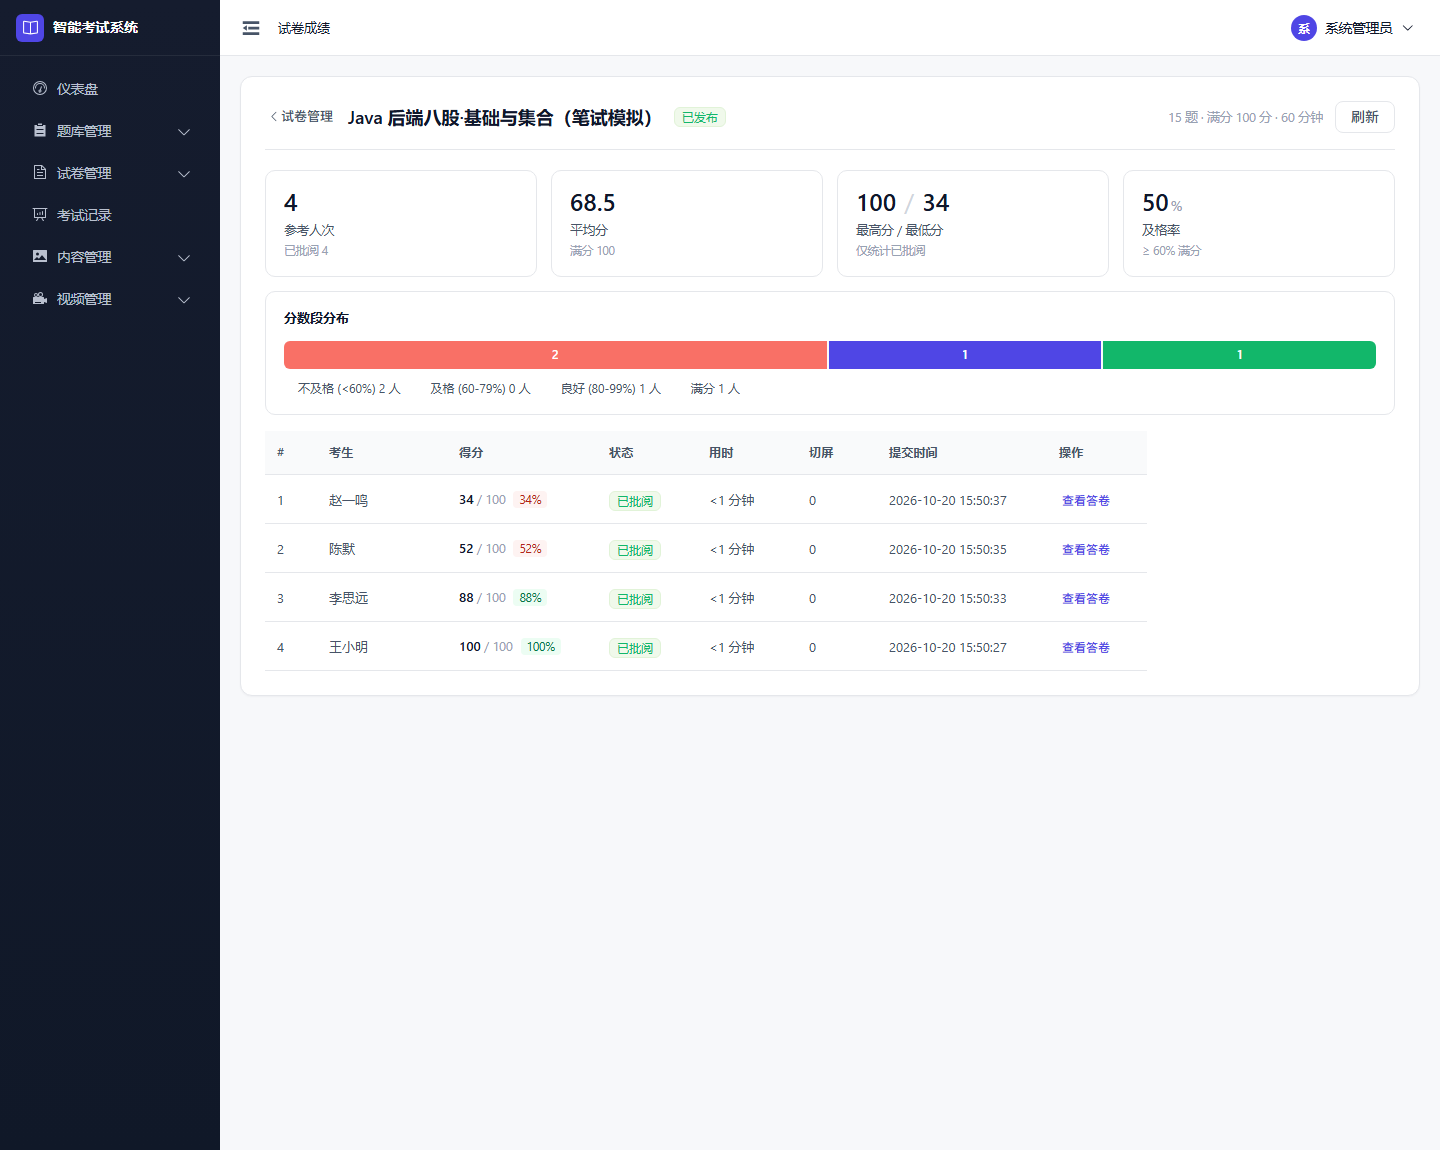 智能考试系统
仪表盘
题库管理
试卷管理
考试记录
内容管理
视频管理
试卷成绩
系 系统管理员
试卷管理 Java 后端八股·基础与集合（笔试模拟） 已发布 15 题 · 满分 100 分 · 60 分钟 刷新
4
参考人次
已批阅 4
68.5
平均分
满分 100
100 / 34
最高分 / 最低分
仅统计已批阅
50%
及格率
≥ 60% 满分
分数段分布
2 1 1
不及格 (<60%) 2 人 及格 (60-79%) 0 人 良好 (80-99%) 1 人 满分 1 人
# 考生 得分 状态 用时 切屏 提交时间 操作
1 赵一鸣 34 / 100 34% 已批阅 <1 分钟 0 2026-10-20 15:50:37 查看答卷
2 陈默 52 / 100 52% 已批阅 <1 分钟 0 2026-10-20 15:50:35 查看答卷
3 李思远 88 / 100 88% 已批阅 <1 分钟 0 2026-10-20 15:50:33 查看答卷
4 王小明 100 / 100 100% 已批阅 <1 分钟 0 2026-10-20 15:50:27 查看答卷